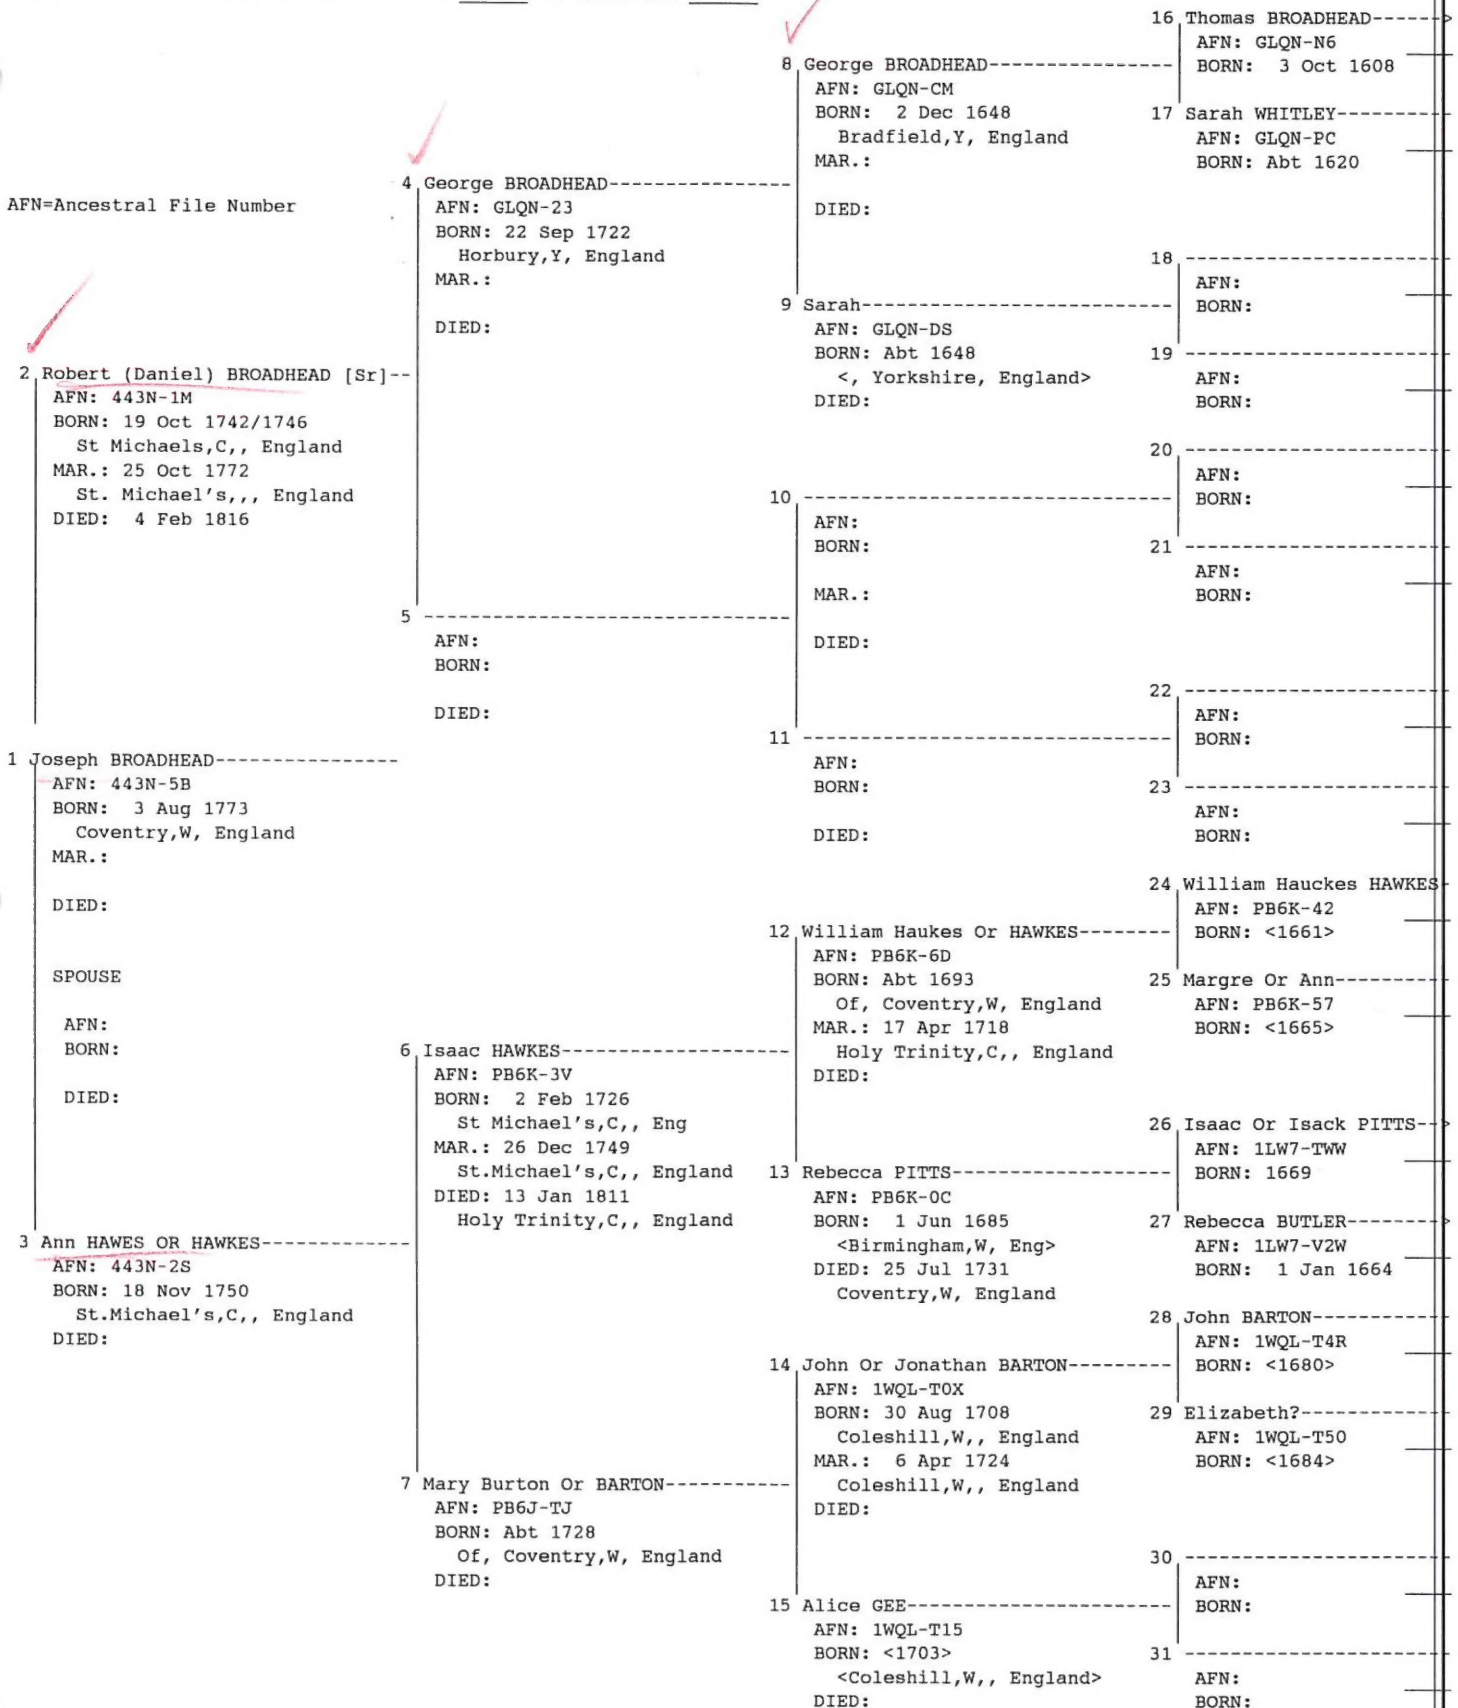 AFN=Ancestral File Number
2 Robert (Daniel) BROADHEAD [Sr]--
AFN: 443N-1M
BORN: 19 Oct 1742/1746
St Michaels,C,, England
MAR.: 25 Oct 1772
St. Michael's,,, England
DIED:  4 Feb 1816
1 Joseph BROADHEAD----------------
AFN: 443N-5B
BORN:  3 Aug 1773
Coventry,W, England
MAR.:
DIED:
SPOUSE
AFN:
BORN:
DIED:
3 Ann HAWES OR HAWKES-------------
AFN: 443N-2S
BORN: 18 Nov 1750
St.Michael's,C,, England
DIED:
4 George BROADHEAD----------------
AFN: GLQN-23
BORN: 22 Sep 1722
Horbury,Y, England
MAR.:
DIED:
5 --------------------------------
AFN:
BORN:
DIED:
6 Isaac HAWKES--------------------
AFN: PB6K-3V
BORN:  2 Feb 1726
St Michael's,C,, Eng
MAR.: 26 Dec 1749
St.Michael's,C,, England
DIED: 13 Jan 1811
Holy Trinity,C,, England
7 Mary Burton Or BARTON-----------
AFN: PB6J-TJ
BORN: Abt 1728
Of, Coventry,W, England
DIED:
8 George BROADHEAD----------------
AFN: GLQN-CM
BORN:  2 Dec 1648
Bradfield,Y, England
MAR.:
DIED:
9 Sarah---------------------------
AFN: GLQN-DS
BORN: Abt 1648
<, Yorkshire, England>
DIED:
10 --------------------------------
AFN:
BORN:
MAR.:
DIED:
11 --------------------------------
AFN:
BORN:
DIED:
12 William Haukes Or HAWKES--------
AFN: PB6K-6D
BORN: Abt 1693
Of, Coventry,W, England
MAR.: 17 Apr 1718
Holy Trinity,C,, England
DIED:
13 Rebecca PITTS-------------------
AFN: PB6K-0C
BORN:  1 Jun 1685
<Birmingham,W, Eng>
DIED: 25 Jul 1731
Coventry,W, England
14 John Or Jonathan BARTON---------
AFN: 1WQL-T0X
BORN: 30 Aug 1708
Coleshill,W,, England
MAR.:  6 Apr 1724
Coleshill,W,, England
DIED:
15 Alice GEE-----------------------
AFN: 1WQL-T15
BORN: <1703>
<Coleshill,W,, England>
DIED:
16 Thomas BROADHEAD------>
AFN: GLQN-N6
BORN:  3 Oct 1608
17 Sarah WHITLEY----------
AFN: GLQN-PC
BORN: Abt 1620
18 -----------------------
AFN:
BORN:
19 -----------------------
AFN:
BORN:
20 -----------------------
AFN:
BORN:
21 -----------------------
AFN:
BORN:
22 -----------------------
AFN:
BORN:
23 -----------------------
AFN:
BORN:
24 William Hauckes HAWKES-
AFN: PB6K-42
BORN: <1661>
25 Margre Or Ann----------
AFN: PB6K-57
BORN: <1665>
26 Isaac Or Isack PITTS-->
AFN: 1LW7-TWW
BORN: 1669
27 Rebecca BUTLER-------->
AFN: 1LW7-V2W
BORN:  1 Jan 1664
28 John BARTON------------
AFN: 1WQL-T4R
BORN: <1680>
29 Elizabeth?-------------
AFN: 1WQL-T50
BORN: <1684>
30 -----------------------
AFN:
BORN:
31 -----------------------
AFN:
BORN: